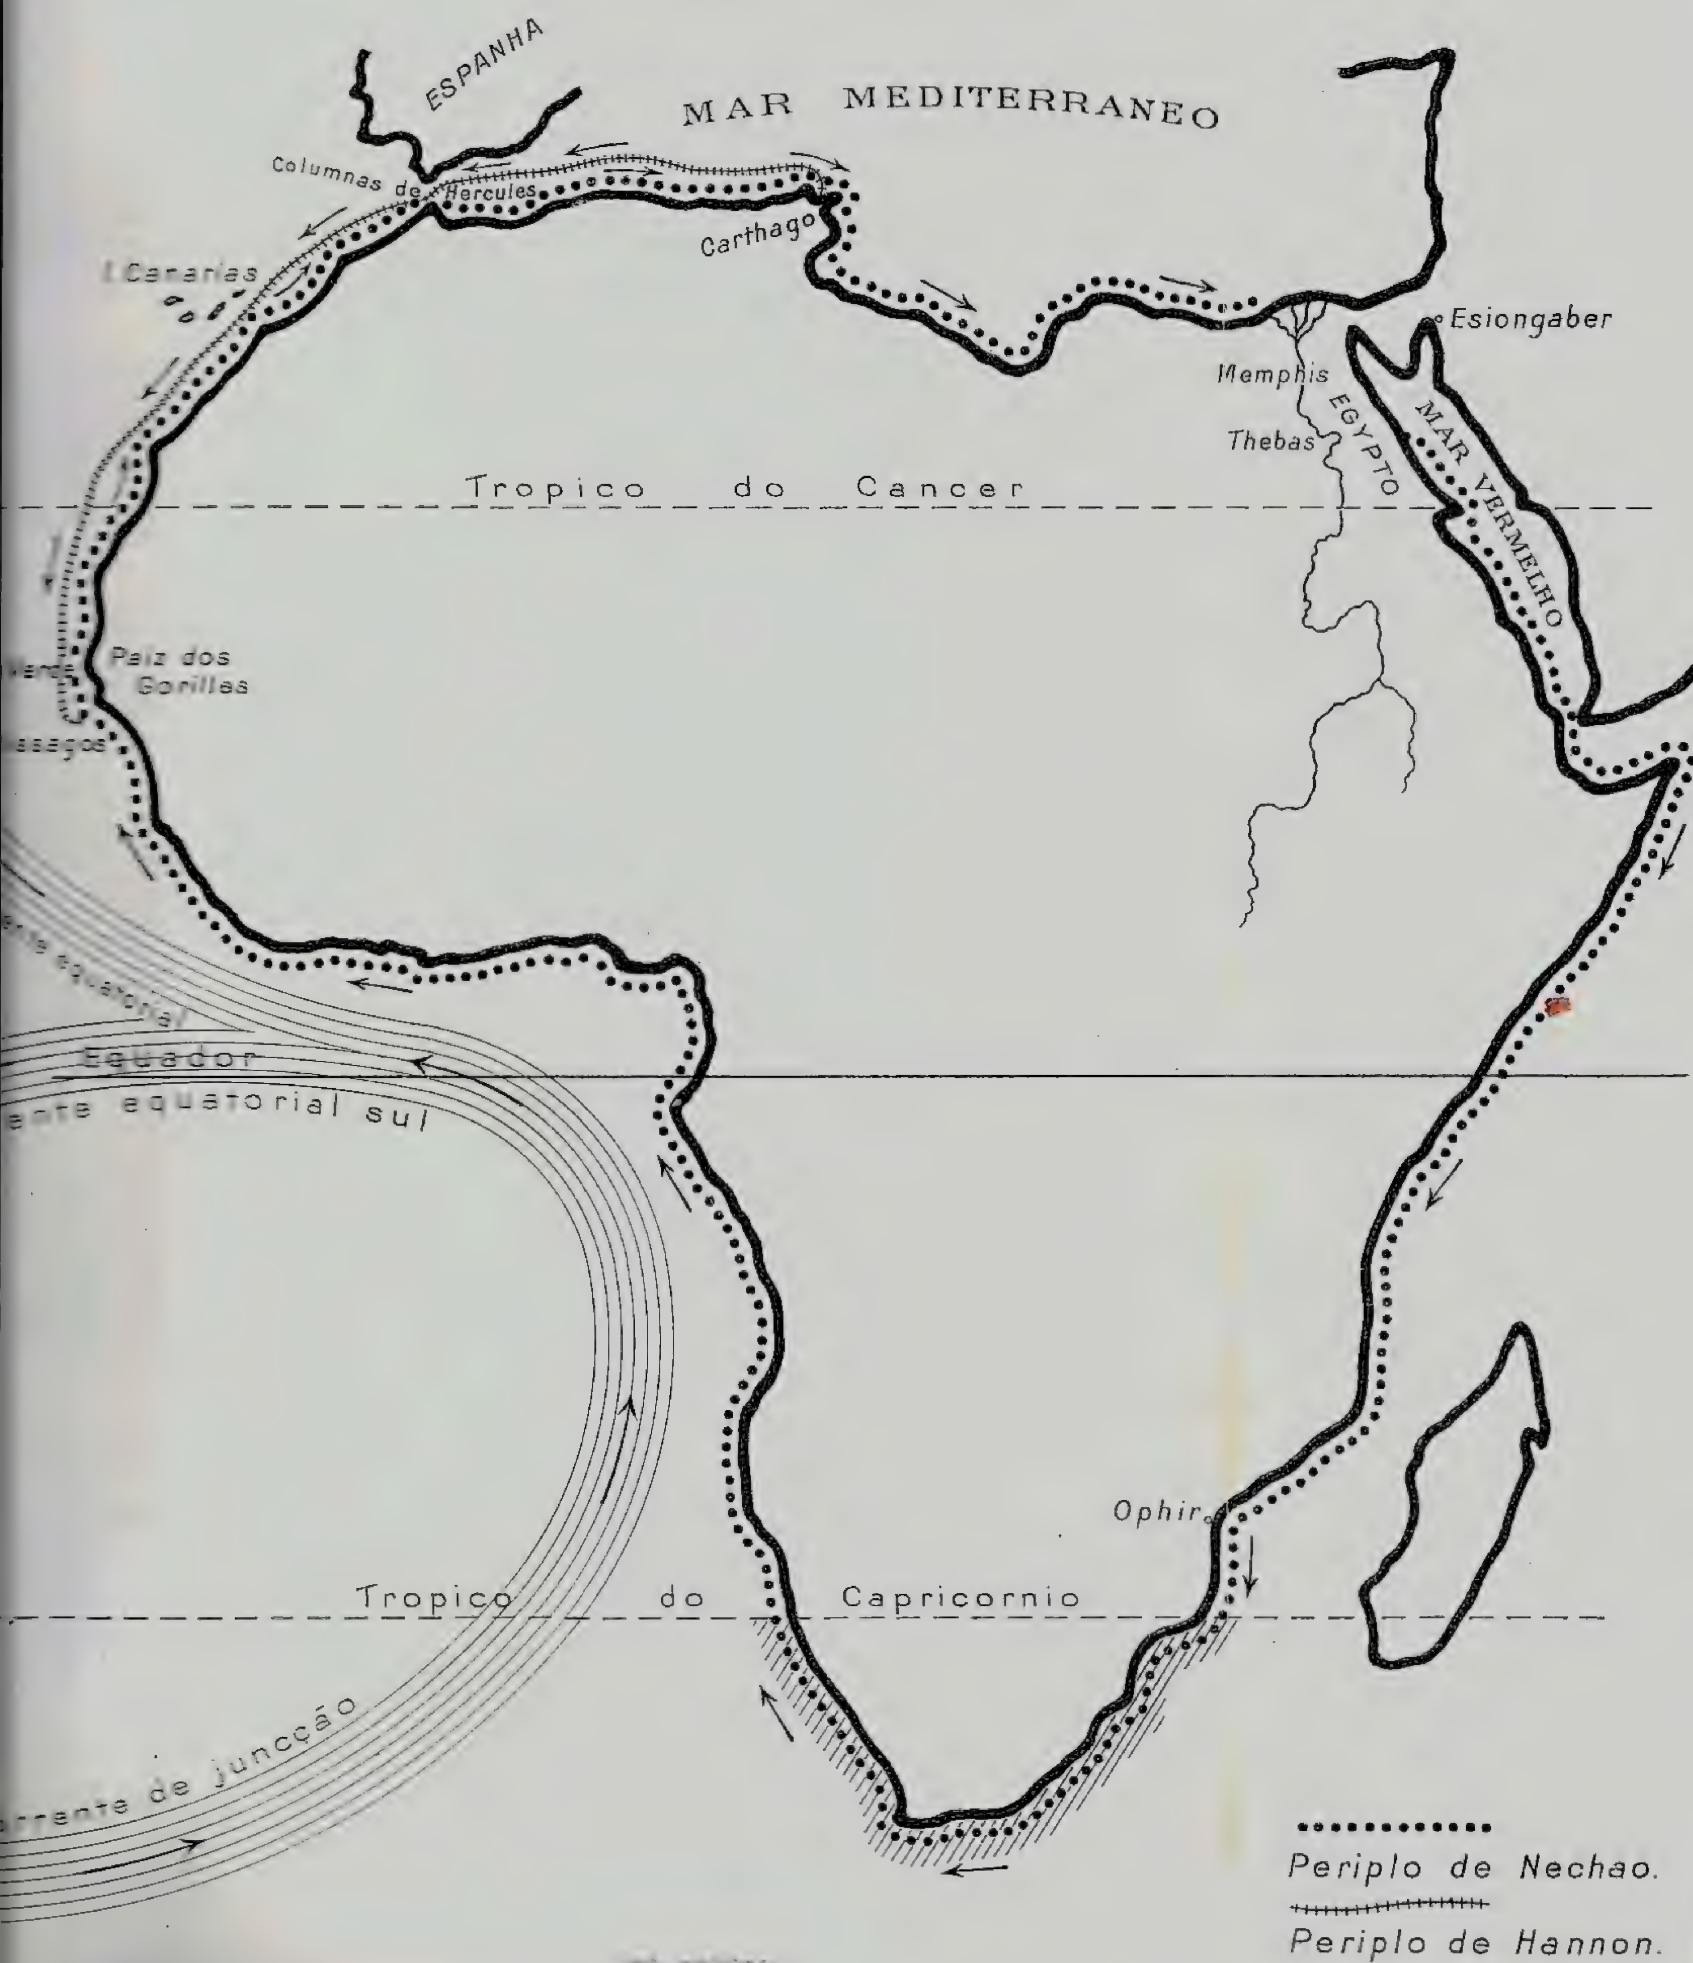 ESPANHA
MAR MEDITERRANEO
Columnas de Hercules
Carthago
I. Canarias
Esiongaber
Memphis
EGYPTO
MAR VERMELHO
Thebas
Tropico do Cancer
Paiz dos
Gorillas
equatorial
Equador
equatorial sul
Ophir
Tropico do Capricornio
de juncção
Periplo de Nechao.
Periplo de Hannon.